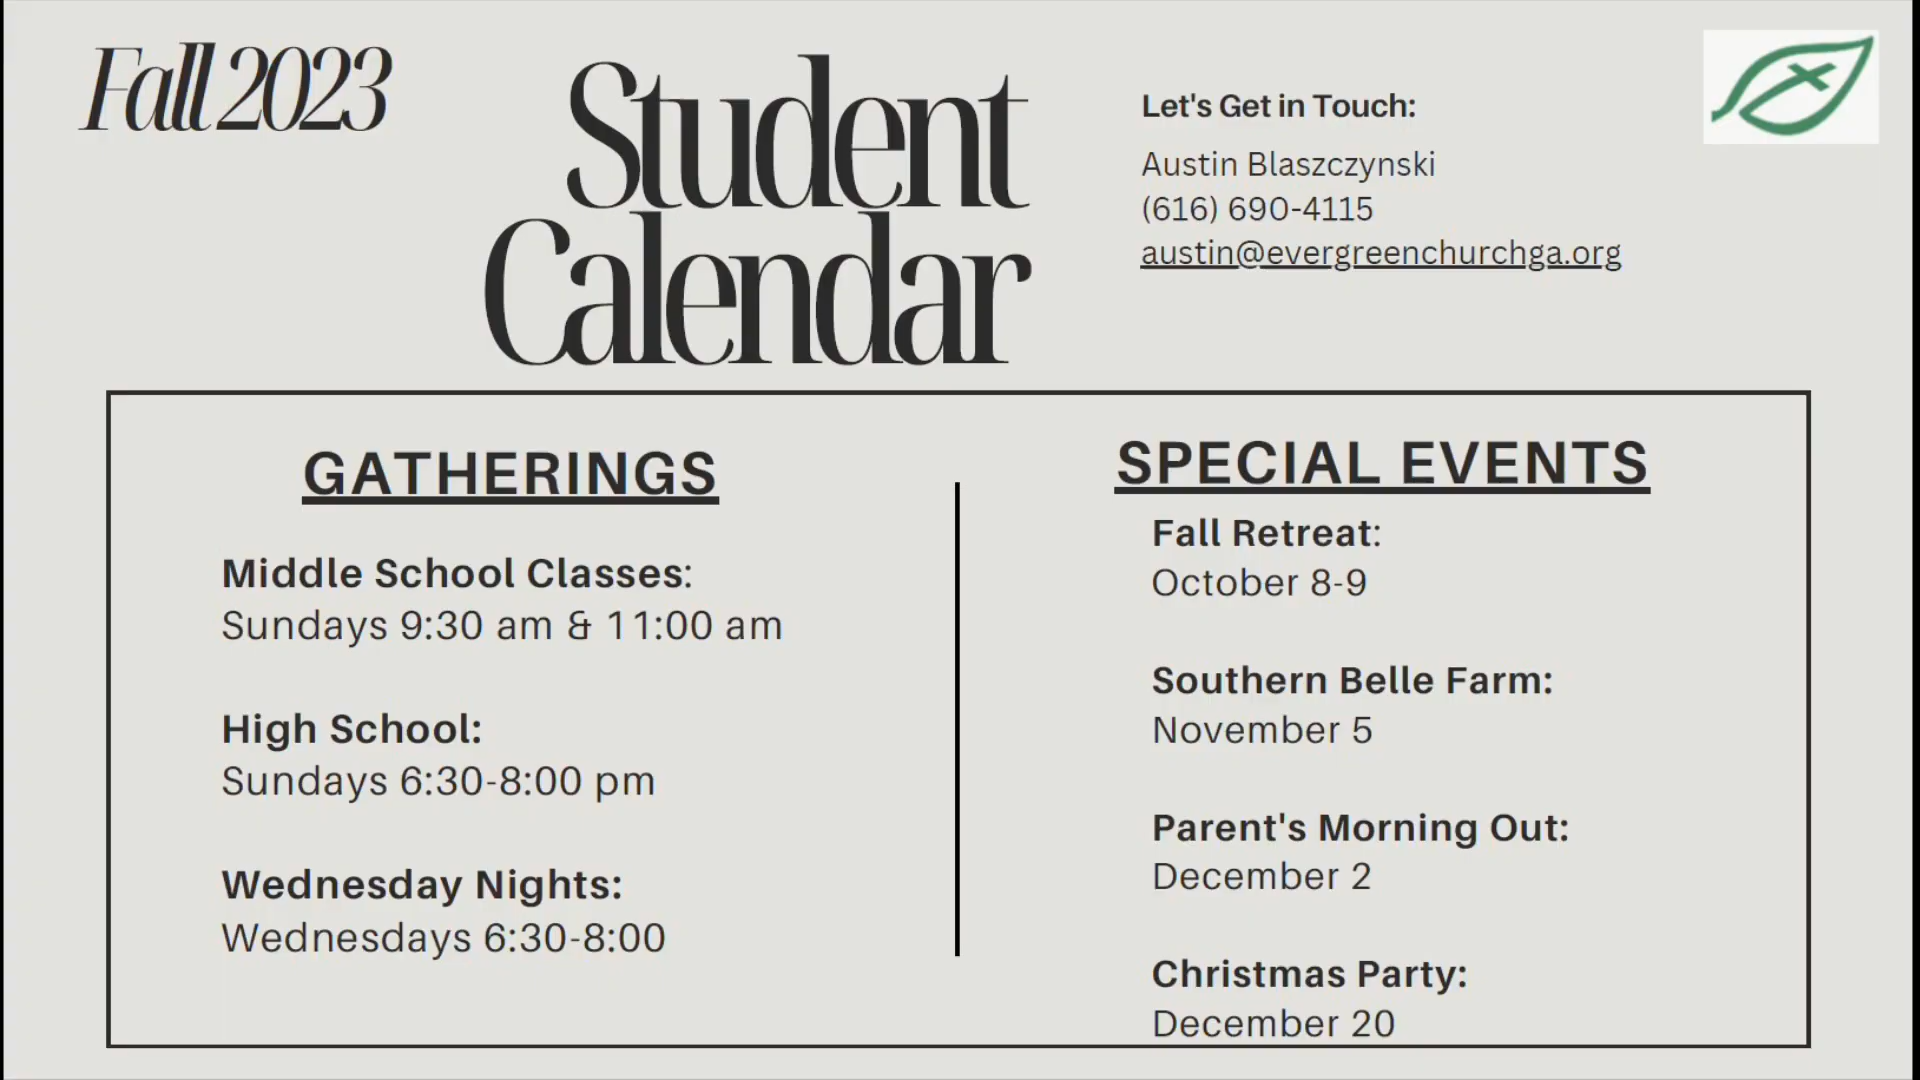 Fall 2023
Student
Calendar
Let's Get in Touch:
Austin Blaszczynski
(616) 690-4115
austin@evergreenchurchga.org
GATHERINGS
Middle School Classes:
Sundays 9:30 am & 11:00 am
High School:
Sundays 6:30-8:00 pm
Wednesday Nights:
Wednesdays 6:30-8:00
SPECIAL EVENTS
Fall Retreat:
October 8-9
Southern Belle Farm:
November 5
Parent's Morning Out:
December 2
Christmas Party:
December 20